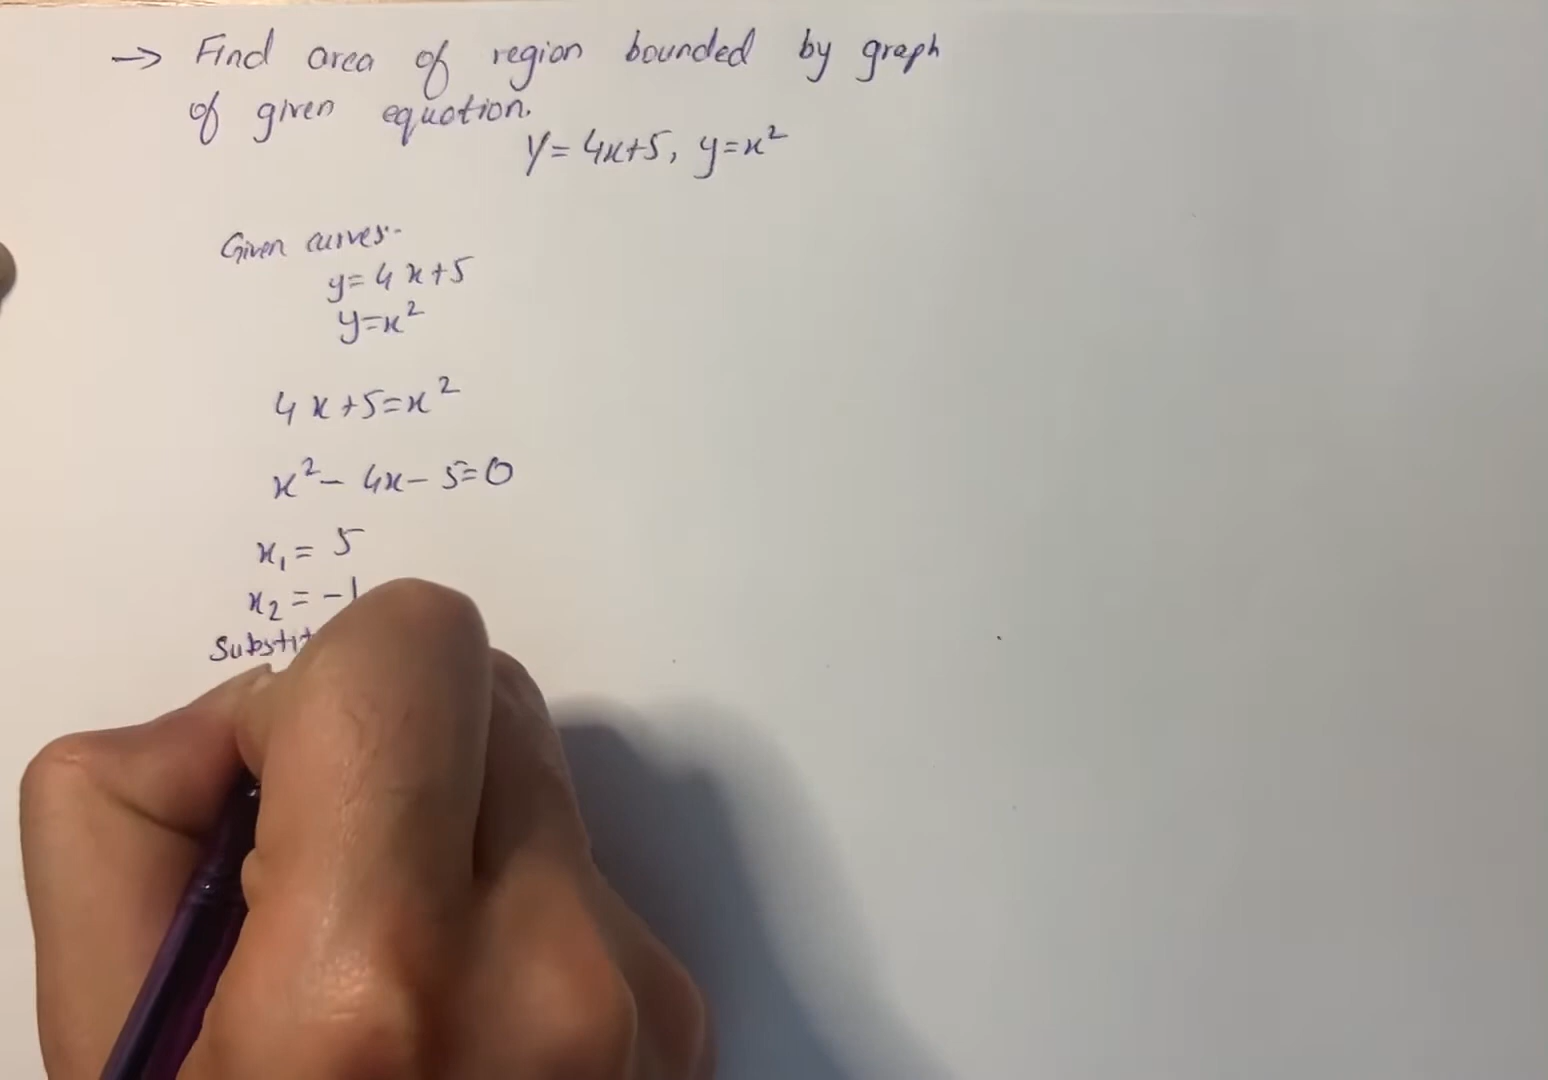 → Find area of region bounded by graph
of given equation.
Y = 4x+5, y=x²
Given curves:-
y= 4x+5
y=x²
4x+5=x²
x² - 4x - 5=0
x₁ = 5
x₂ = -1